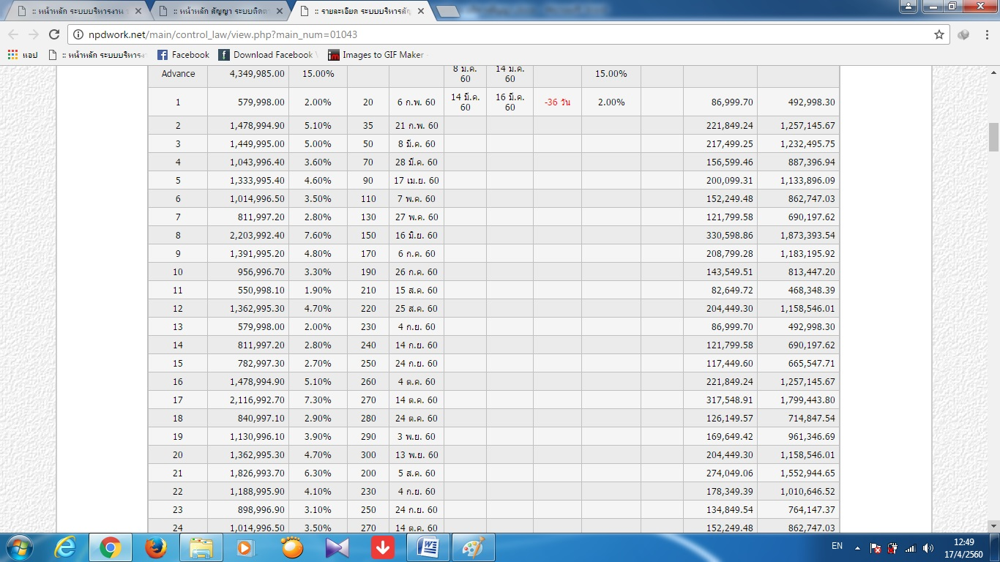 :: หน้าหลัก ระบบบริหารงาน
:: หน้าหลัก สัญญา ระบบติดตา
:: รายละเอียด ระบบบริหารสัญ
npdwork.net/main/control_law/view.php?main_num=01043
แอป :: หน้าหลัก ระบบบริหาร Facebook Download Facebook Images to GIF Maker
Advance 4,349,985.00 15.00% 8 มี.ค. 60 14 มี.ค. 60 15.00%
1 579,998.00 2.00% 20 6 ก.พ. 60 14 มี.ค. 60 16 มี.ค. 60 -36 วัน 2.00% 86,999.70 492,998.30
2 1,478,994.90 5.10% 35 21 ก.พ. 60 221,849.24 1,257,145.67
3 1,449,995.00 5.00% 50 8 มี.ค. 60 217,499.25 1,232,495.75
4 1,043,996.40 3.60% 70 28 มี.ค. 60 156,599.46 887,396.94
5 1,333,995.40 4.60% 90 17 เม.ย. 60 200,099.31 1,133,896.09
6 1,014,996.50 3.50% 110 7 พ.ค. 60 152,249.48 862,747.03
7 811,997.20 2.80% 130 27 พ.ค. 60 121,799.58 690,197.62
8 2,203,992.40 7.60% 150 16 มิ.ย. 60 330,598.86 1,873,393.54
9 1,391,995.20 4.80% 170 6 ก.ค. 60 208,799.28 1,183,195.92
10 956,996.70 3.30% 190 26 ก.ค. 60 143,549.51 813,447.20
11 550,998.10 1.90% 210 15 ส.ค. 60 82,649.72 468,348.39
12 1,362,995.30 4.70% 220 25 ส.ค. 60 204,449.30 1,158,546.01
13 579,998.00 2.00% 230 4 ก.ย. 60 86,999.70 492,998.30
14 811,997.20 2.80% 240 14 ก.ย. 60 121,799.58 690,197.62
15 782,997.30 2.70% 250 24 ก.ย. 60 117,449.60 665,547.71
16 1,478,994.90 5.10% 260 4 ต.ค. 60 221,849.24 1,257,145.67
17 2,116,992.70 7.30% 270 14 ต.ค. 60 317,548.91 1,799,443.80
18 840,997.10 2.90% 280 24 ต.ค. 60 126,149.57 714,847.54
19 1,130,996.10 3.90% 290 3 พ.ย. 60 169,649.42 961,346.69
20 1,362,995.30 4.70% 300 13 พ.ย. 60 204,449.30 1,158,546.01
21 1,826,993.70 6.30% 200 5 ส.ค. 60 274,049.06 1,552,944.65
22 1,188,995.90 4.10% 230 4 ก.ย. 60 178,349.39 1,010,646.52
23 898,996.90 3.10% 250 24 ก.ย. 60 134,849.54 764,147.37
24 1,014,996.50 3.50% 270 14 ต.ค. 60 152,249.48 862,747.03
EN 12:49
17/4/2560